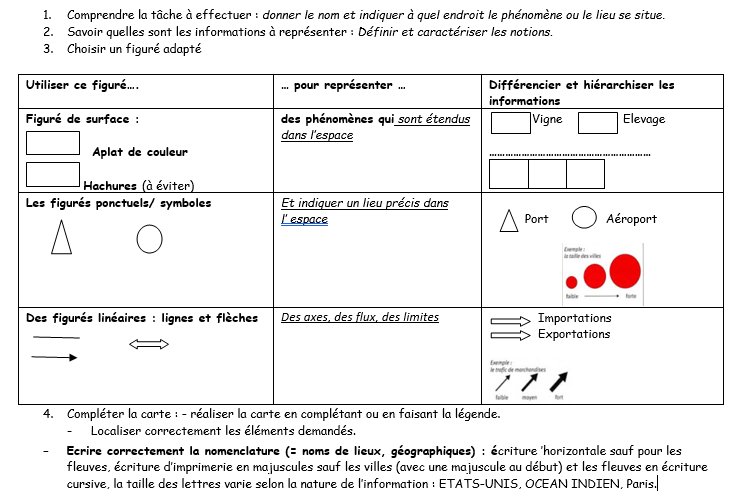 1. Comprendre la tâche à effectuer : donner le nom et indiquer à quel endroit le phénomène ou le lieu se situe.
2. Savoir quelles sont les informations à représenter : Définir et caractériser les notions.
3. Choisir un figuré adapté
Utiliser ce figuré….
… pour représenter …
Différencier et hiérarchiser les
informations
Figuré de surface :
Aplat de couleur
Hachures (à éviter)
des phénomènes qui sont étendus
dans l’espace
Vigne Elevage
Les figurés ponctuels/ symboles
Et indiquer un lieu précis dans
l’ espace
Port Aéroport
Exemple :
la taille des villes
faible forte
Des figurés linéaires : lignes et flèches
Des axes, des flux, des limites
Importations
Exportations
Exemple :
le trafic de marchandises
faible moyen fort
4. Compléter la carte : - réaliser la carte en complétant ou en faisant la légende.
- Localiser correctement les éléments demandés.
- Ecrire correctement la nomenclature (= noms de lieux, géographiques) : écriture ’horizontale sauf pour les
fleuves, écriture d’imprimerie en majuscules sauf les villes (avec une majuscule au début) et les fleuves en écriture
cursive, la taille des lettres varie selon la nature de l’information : ETATS-UNIS, OCEAN INDIEN, Paris.